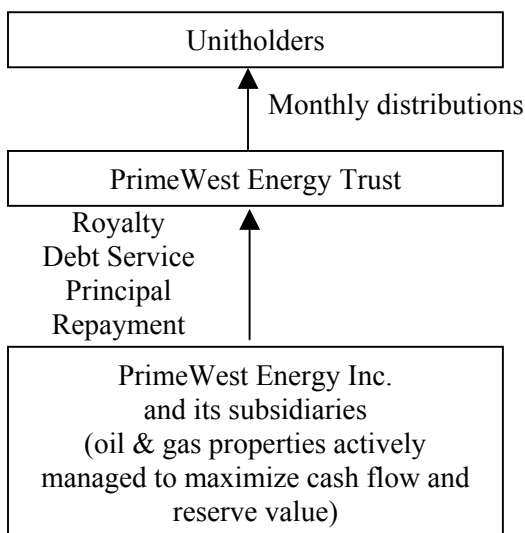 Unitholders
Monthly distributions
PrimeWest Energy Trust
Royalty
Debt Service
Principal
Repayment
PrimeWest Energy Inc.
and its subsidiaries
(oil & gas properties actively
managed to maximize cash flow and
reserve value)